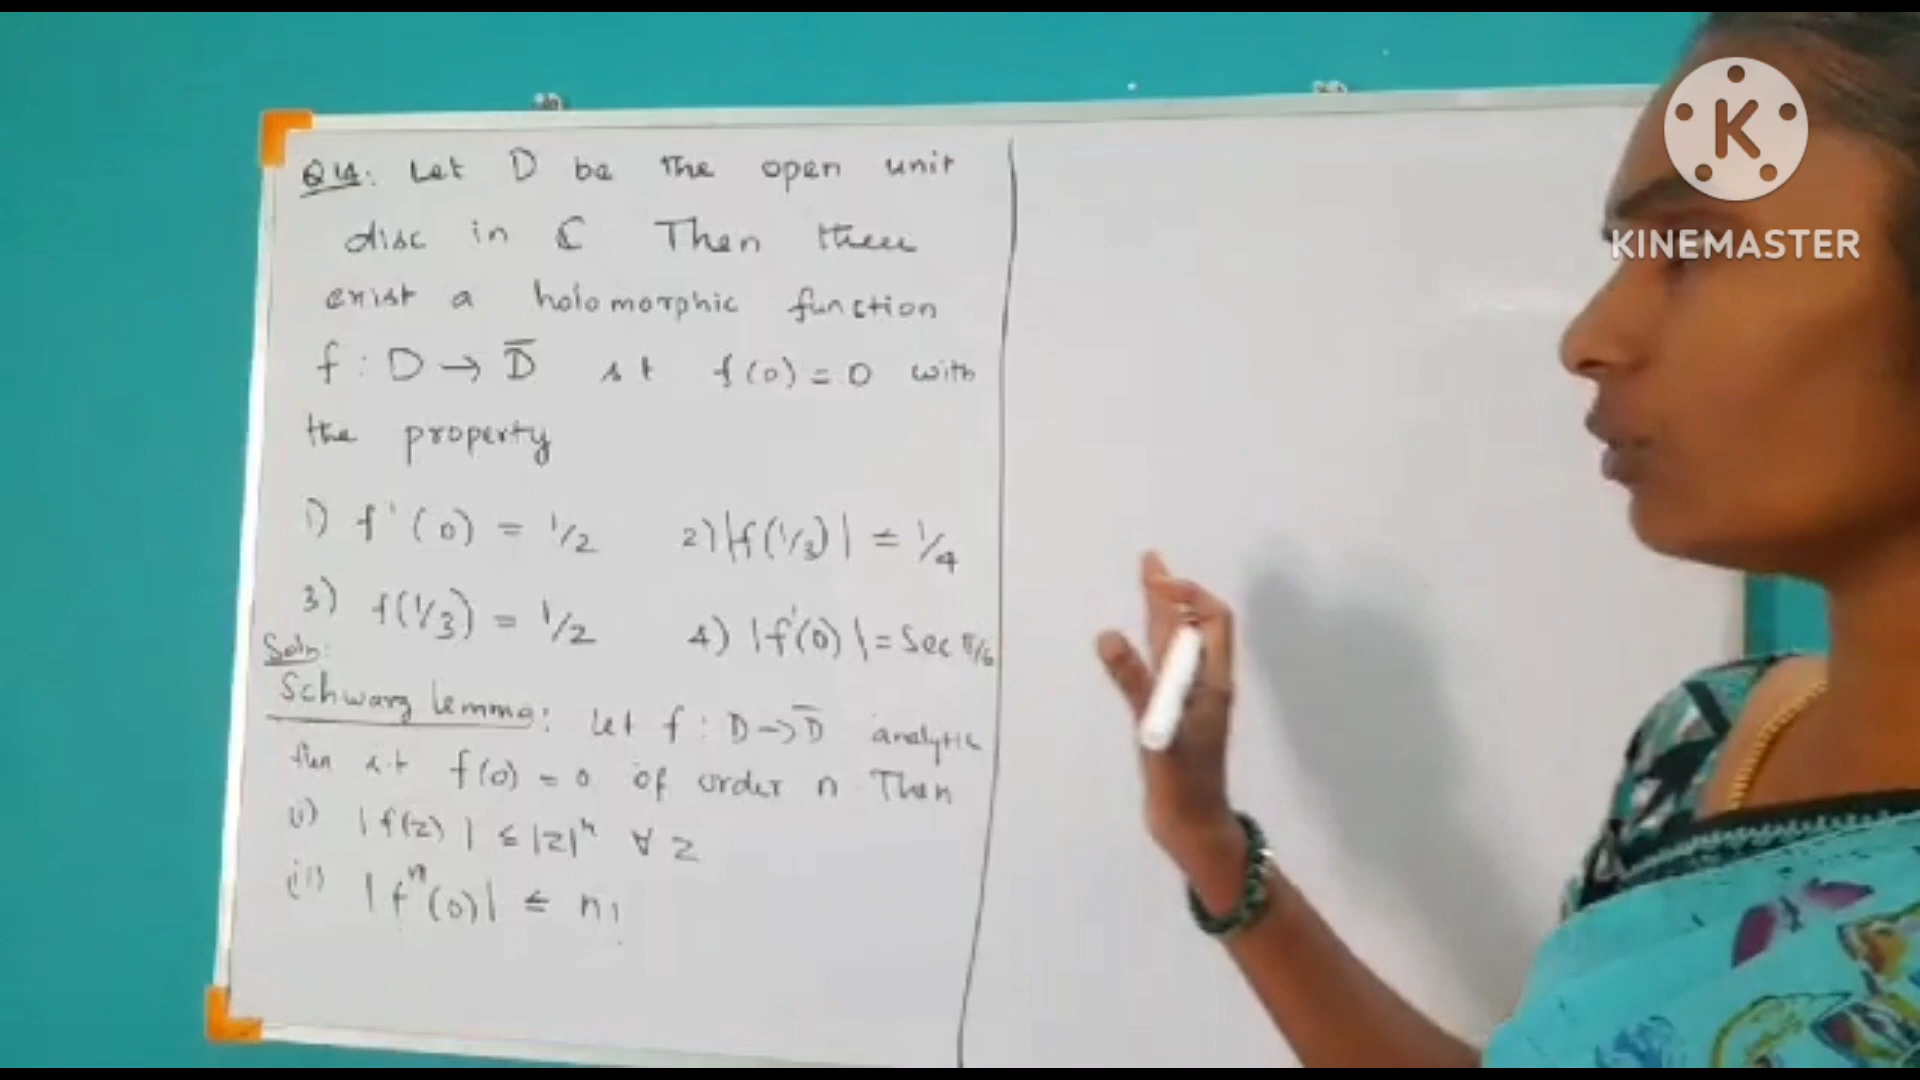 Q14: Let D be the open unit
disc in ℂ Then there
exist a holomorphic function
f : D → D̅ s t f(0) = 0 with
the property
1) f'(0) = 1/2 2) |f(1/3)| = 1/4
3) f(1/3) = 1/2 4) |f'(0)| = Sec π/6
Soln:
Schwarz Lemma: Let f : D → D̅ analytic
fun s.t f(0) = 0 of order n Then
(i) |f(z)| ≤ |z|ⁿ ∀ z
(ii) |fⁿ(0)| ≤ n!
K
KINEMASTER